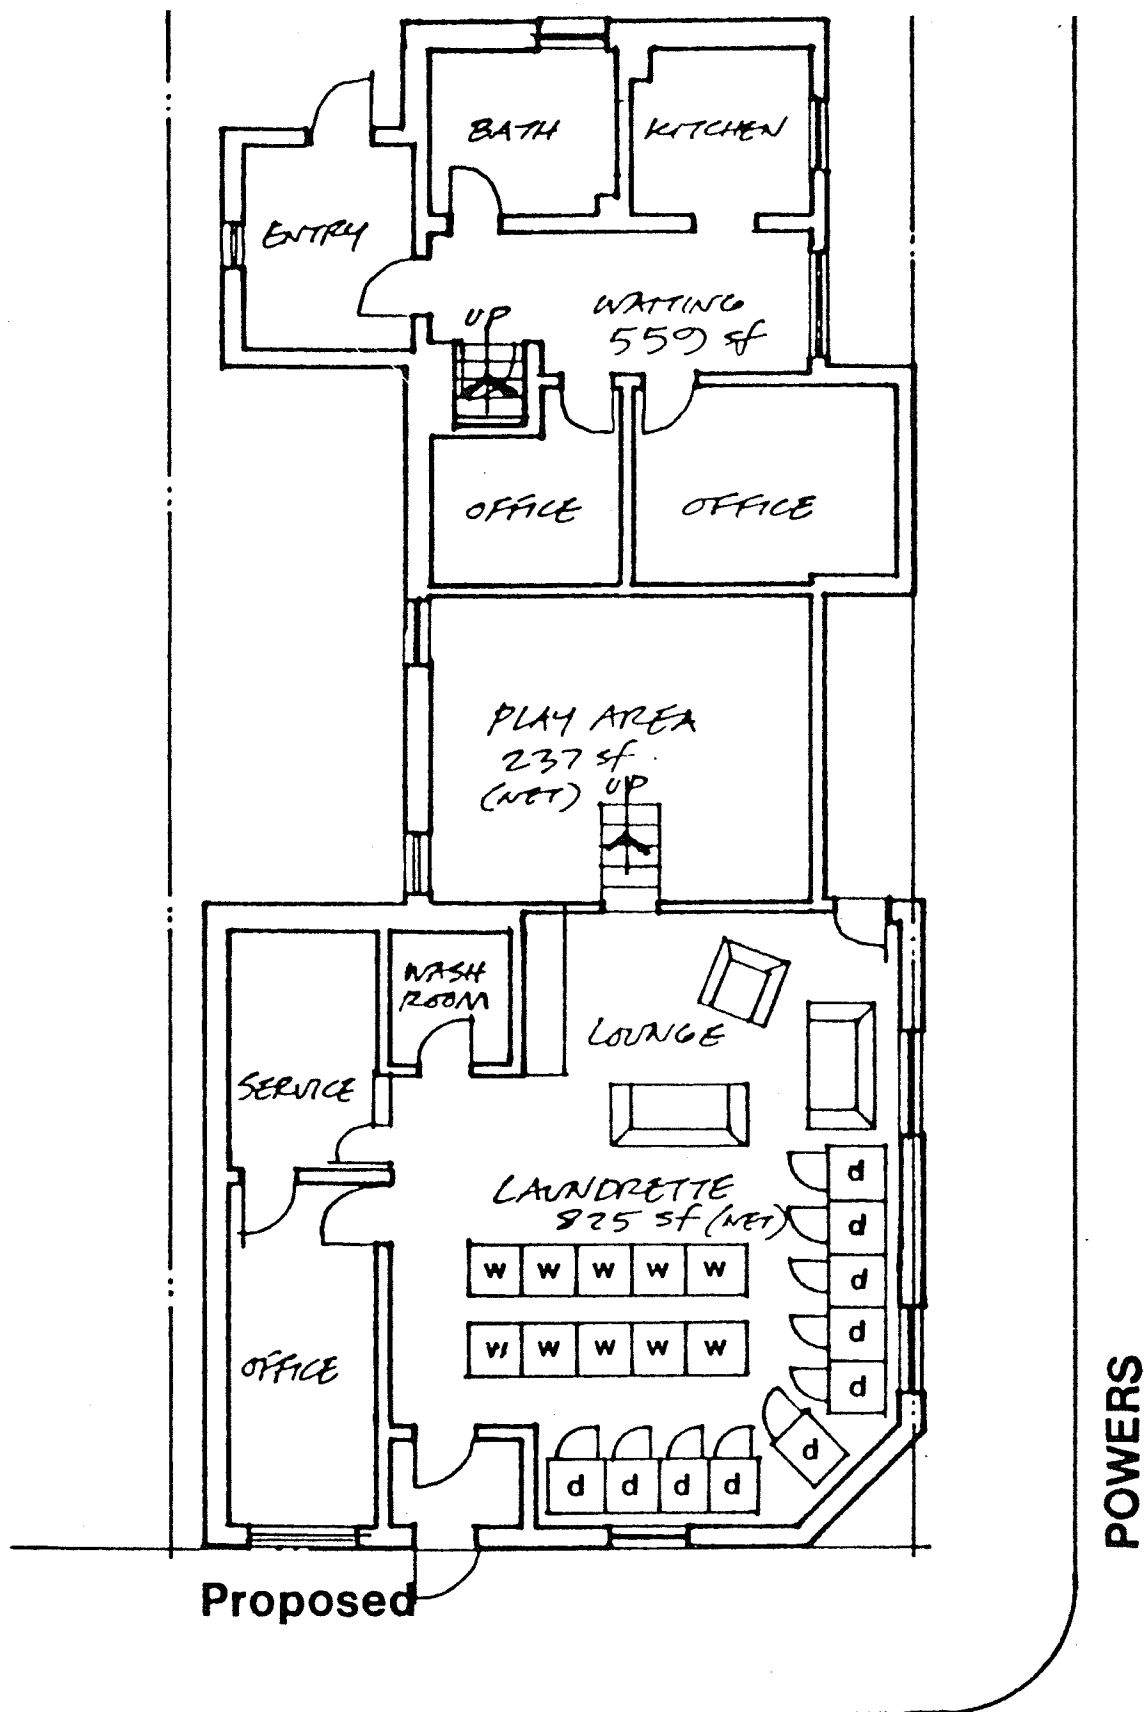 BATH
KITCHEN
ENTRY
UP
WAITING
559 sf
OFFICE
OFFICE
PLAY AREA
237 sf
(NET)
UP
WASH
ROOM
LOUNGE
SERVICE
LAUNDRETTE
825 sf (NET)
d
d
d
d
d
w w w w w
w w w w w
OFFICE
d
d d d d
Proposed
POWERS